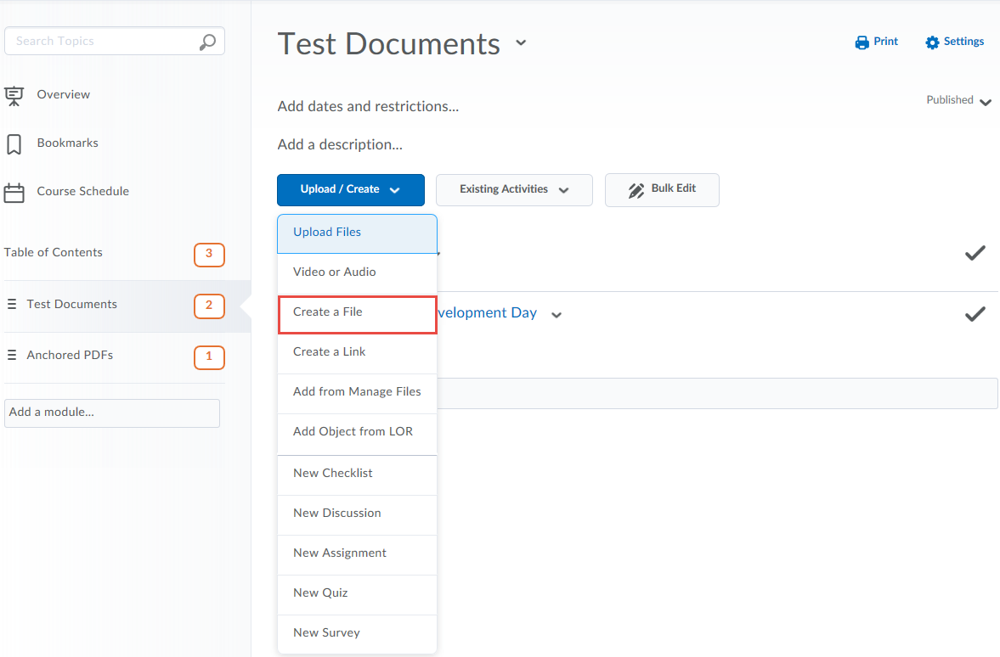 Search Topics
Overview
Bookmarks
Course Schedule
Table of Contents
3
Test Documents
2
Anchored PDFs
1
Add a module...
Test Documents
Print
Settings
Published
Add dates and restrictions...
Add a description...
Upload / Create
Existing Activities
Bulk Edit
Upload Files
Video or Audio
Create a File
Create a Link
Add from Manage Files
Add Object from LOR
New Checklist
New Discussion
New Assignment
New Quiz
New Survey
velopment Day